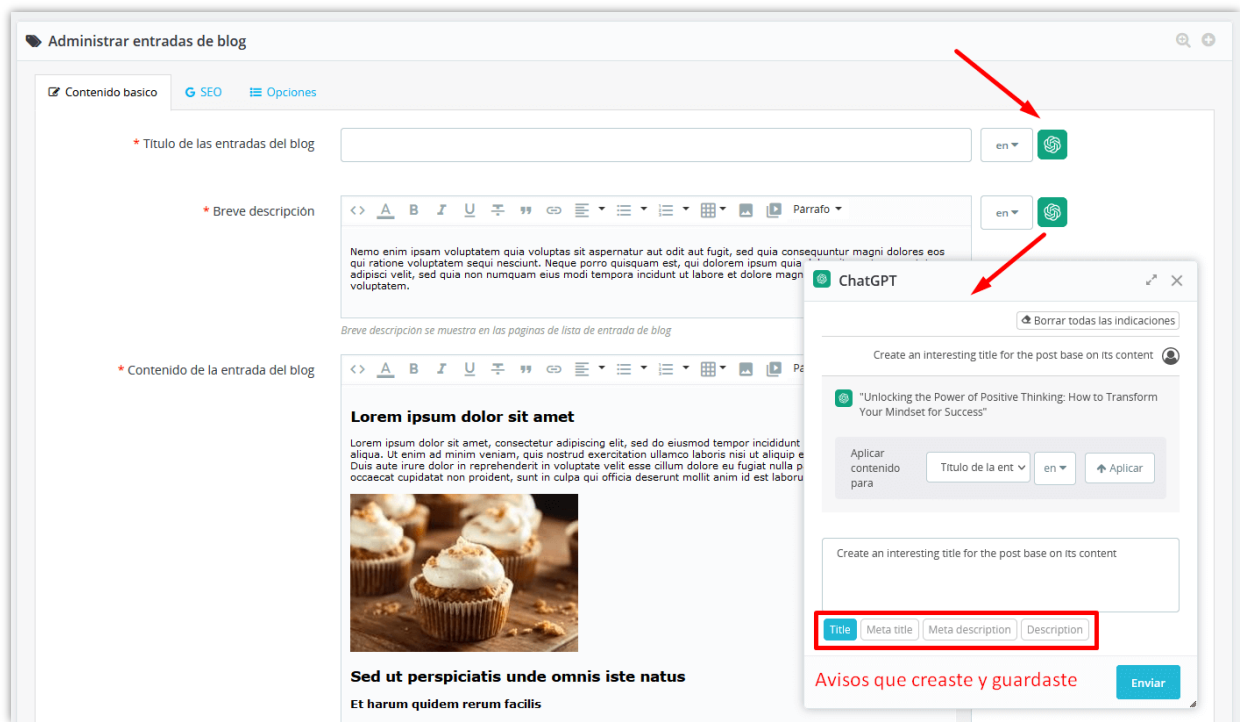 Administrar entradas de blog
Contenido basico
G SEO
Opciones
* Título de las entradas del blog
en
* Breve descripción
<> A B I U
Párrafo
en
Nemo enim ipsam voluptatem quia voluptas sit aspernatur aut odit aut fugit, sed quia consequuntur magni dolores eos
qui ratione voluptatem sequi nesciunt. Neque porro quisquam est, qui dolorem ipsum quia
adipisci velit, sed quia non numquam eius modi tempora incidunt ut labore et dolore magn
voluptatem.
Breve descripción se muestra en las páginas de lista de entrada de blog
* Contenido de la entrada del blog
<> A B I U
Lorem ipsum dolor sit amet
Lorem ipsum dolor sit amet, consectetur adipiscing elit, sed do eiusmod tempor incididunt
aliqua. Ut enim ad minim veniam, quis nostrud exercitation ullamco laboris nisi ut aliquip e
Duis aute irure dolor in reprehenderit in voluptate velit esse cillum dolore eu fugiat nulla p
occaecat cupidatat non proident, sunt in culpa qui officia deserunt mollit anim id est laboru
Sed ut perspiciatis unde omnis iste natus
Et harum quidem rerum facilis
ChatGPT
Borrar todas las indicaciones
Create an interesting title for the post base on its content
"Unlocking the Power of Positive Thinking: How to Transform
Your Mindset for Success"
Aplicar
contenido
para
Título de la ent
en
Aplicar
Create an interesting title for the post base on its content
Title
Meta title
Meta description
Description
Avisos que creaste y guardaste
Enviar